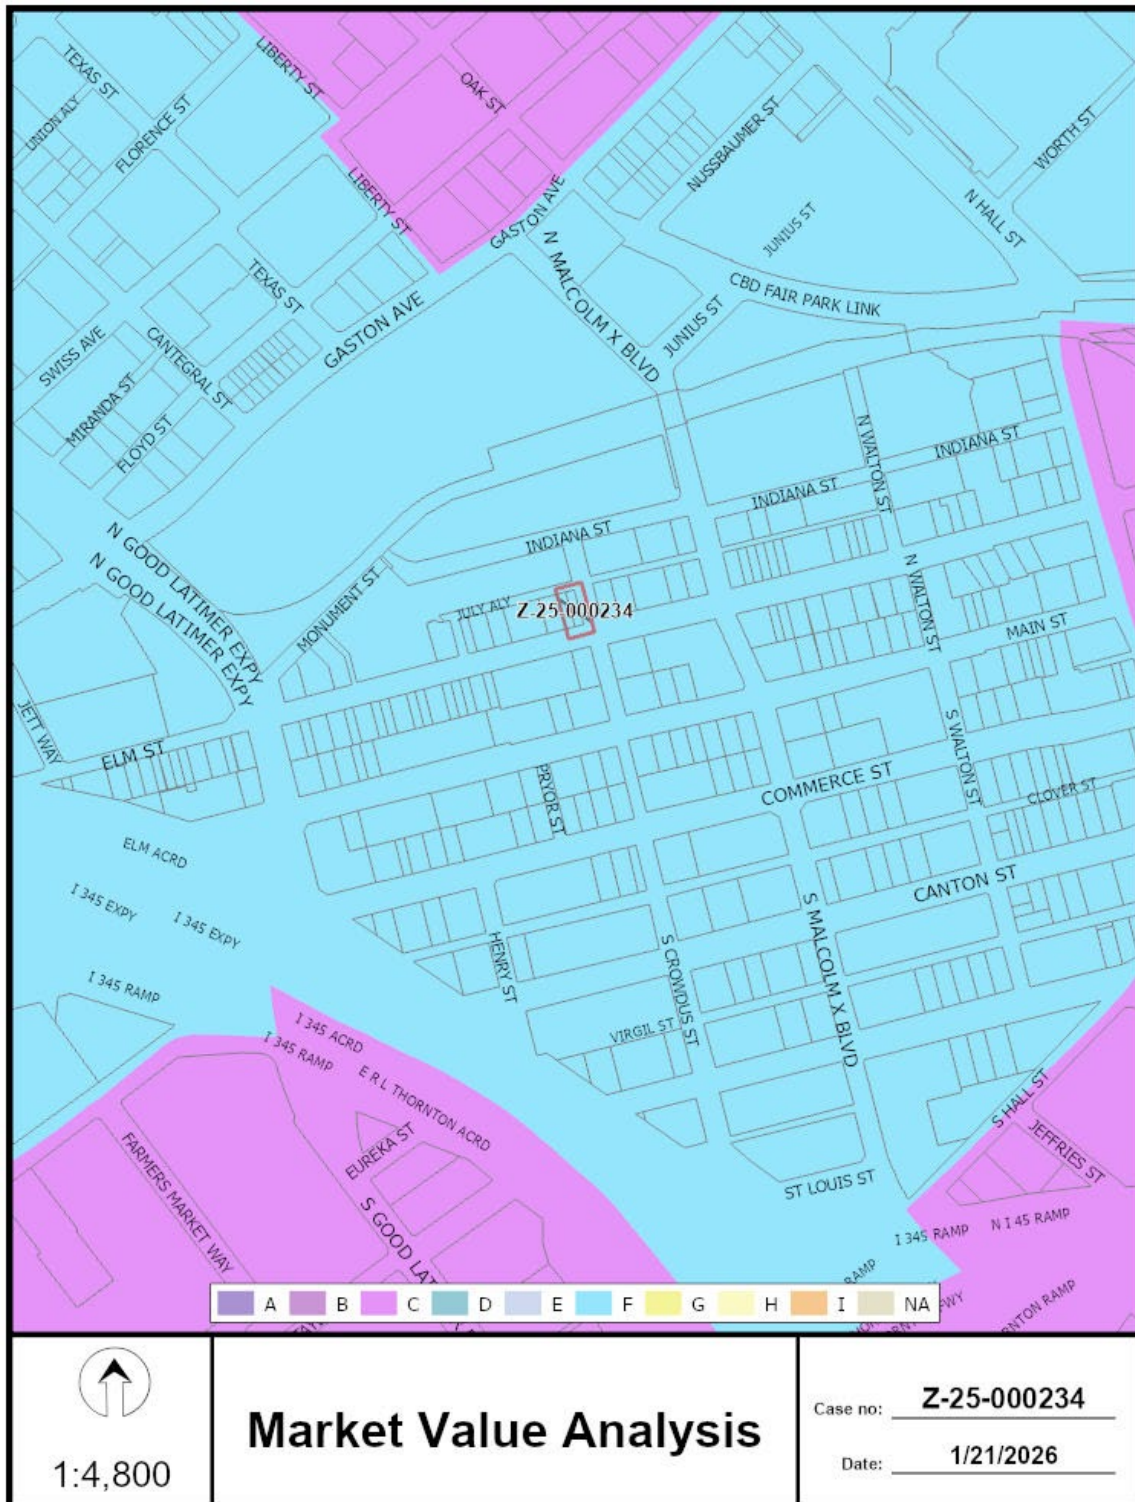 TEXAS ST
LIBERTY ST
OAK ST
UNION ALY
FLORENCE ST
NUSSBAUMER ST
WORTH ST
LIBERTY ST
GASTON AVE
N HALL ST
JUNIUS ST
N MALCOLM X BLVD
TEXAS ST
CBD FAIR PARK LINK
GASTON AVE
JUNIUS ST
SWISS AVE
CANTEGRAL ST
MIRANDA ST
FLOYD ST
N WALTON ST
INDIANA ST
INDIANA ST
INDIANA ST
N GOOD LATIMER EXPY
N GOOD LATIMER EXPY
MONUMENT ST
JULY ALY
Z-25-000234
N WALTON ST
MAIN ST
JETT WAY
ELM ST
S WALTON ST
PRYOR ST
COMMERCE ST
CLOVER ST
ELM ACRD
CANTON ST
I 345 EXPY
I 345 EXPY
S MALCOLM X BLVD
HENRY ST
S CROWDUS ST
I 345 RAMP
I 345 ACRD
I 345 RAMP
VIRGIL ST
E R L THORNTON ACRD
S HALL ST
EUREKA ST
JEFFRIES ST
FARMERS MARKET WAY
ST LOUIS ST
S GOOD LAT
I 345 RAMP
N I 45 RAMP
RAMP
RNTON RAMP
A B C D E F G H I NA
1:4,800
Market Value Analysis
Case no: Z-25-000234
Date: 1/21/2026